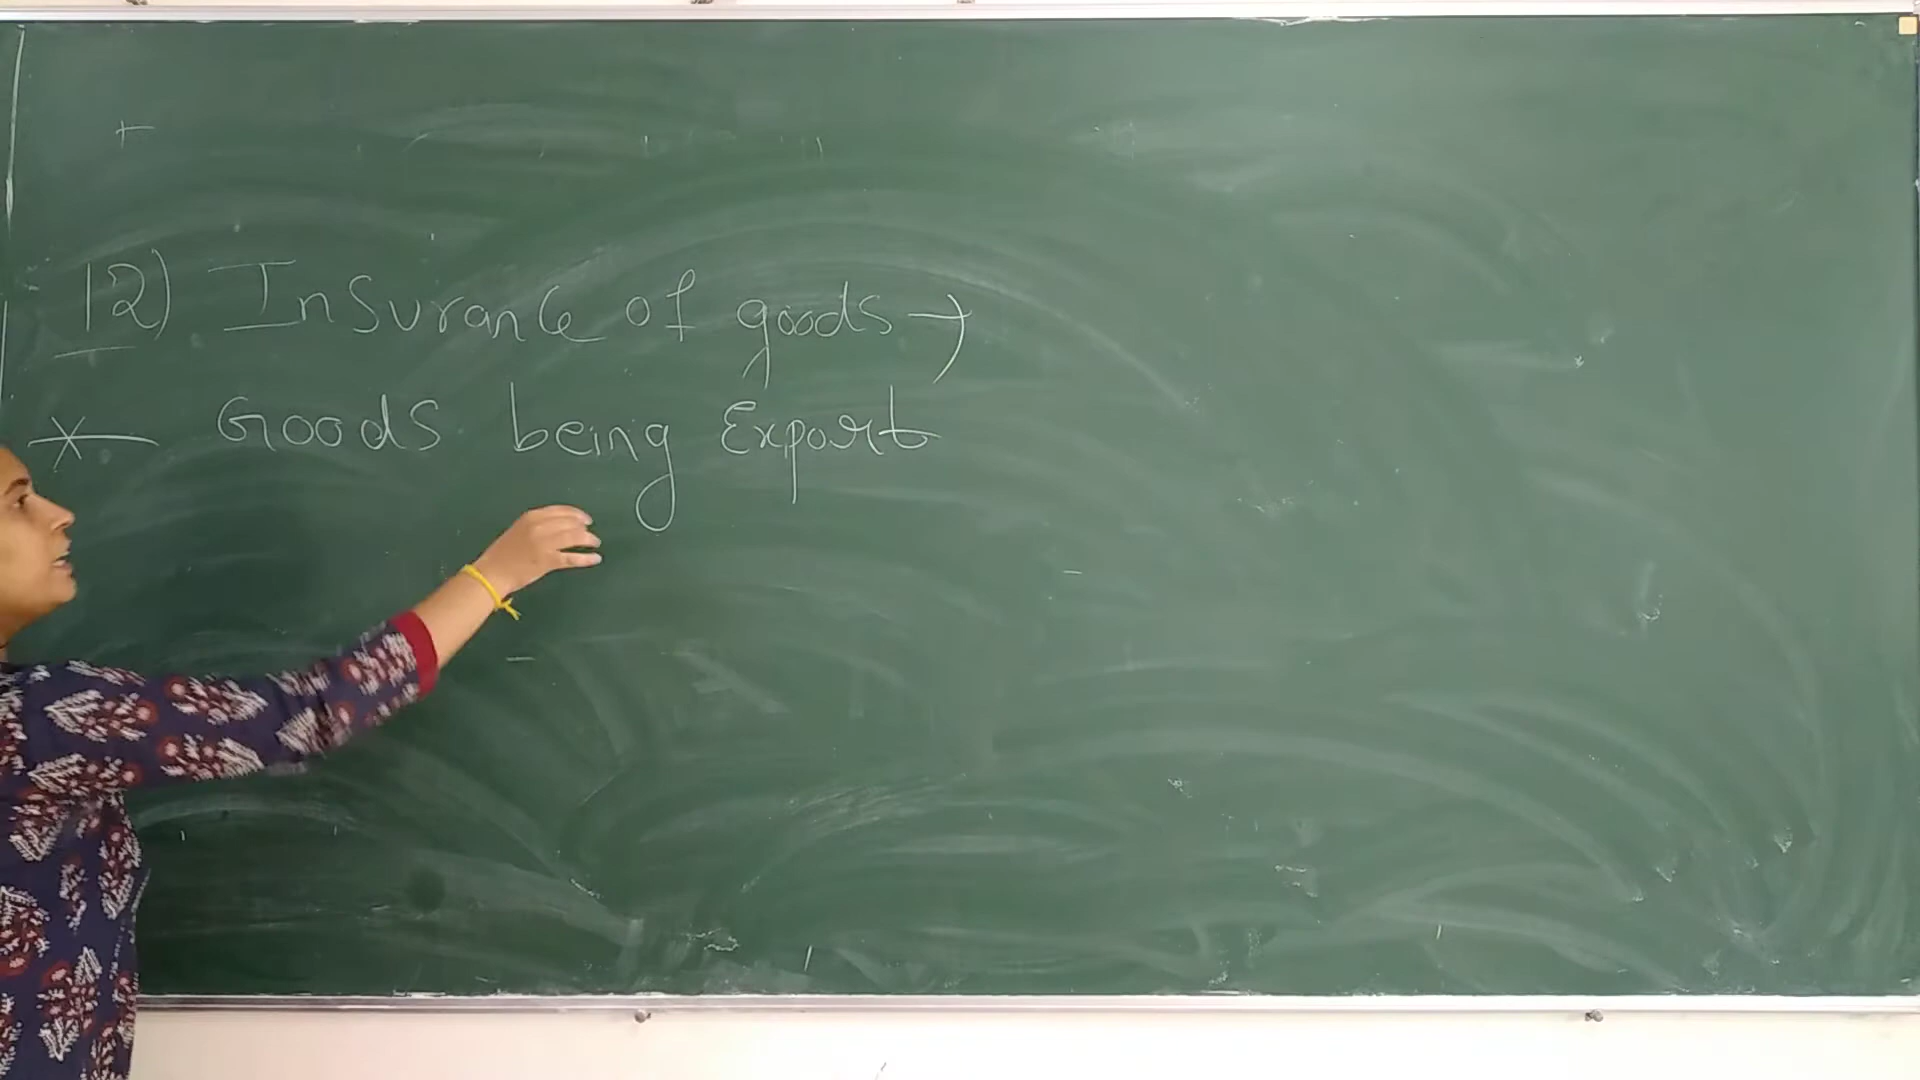 12) Insurance of goods →
* Goods being Export